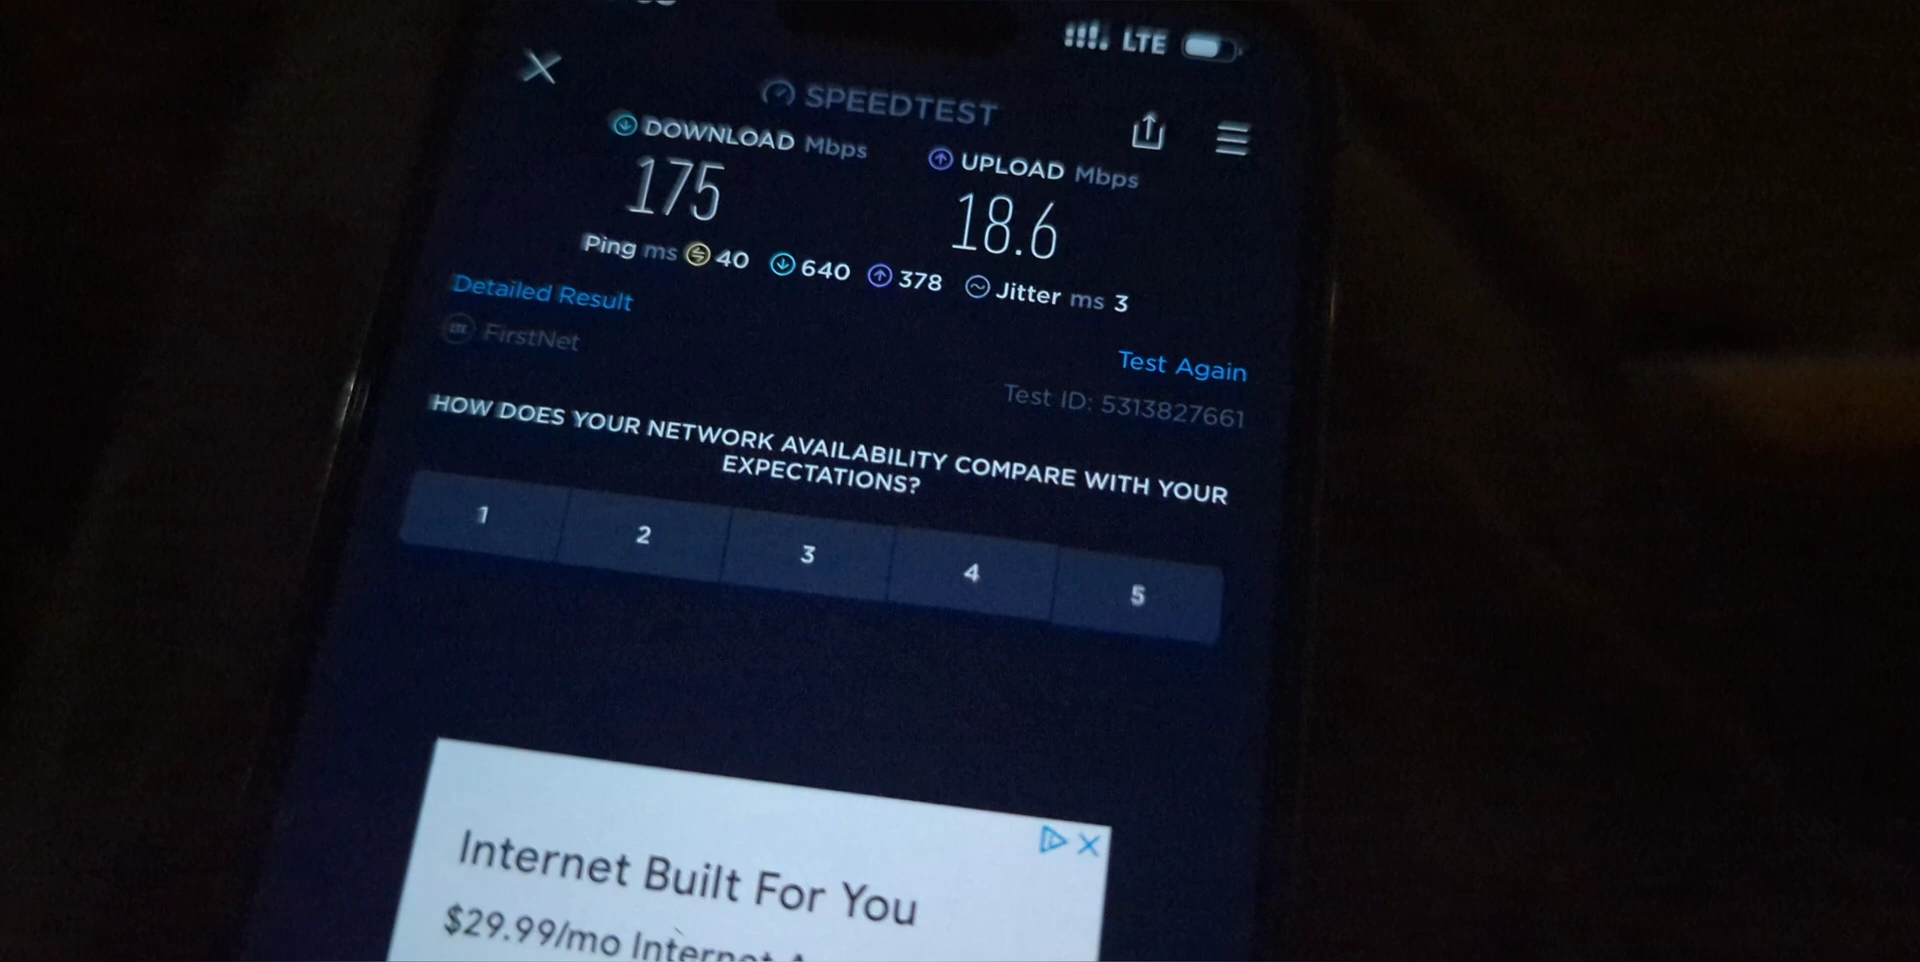 LTE
SPEEDTEST
DOWNLOAD Mbps
175
UPLOAD Mbps
18.6
Ping ms 40 640 378 Jitter ms 3
Detailed Result
LTE FirstNet
Test Again
Test ID: 5313827661
HOW DOES YOUR NETWORK AVAILABILITY COMPARE WITH YOUR
EXPECTATIONS?
1 2 3 4 5
Internet Built For You
$29.99/mo Internet